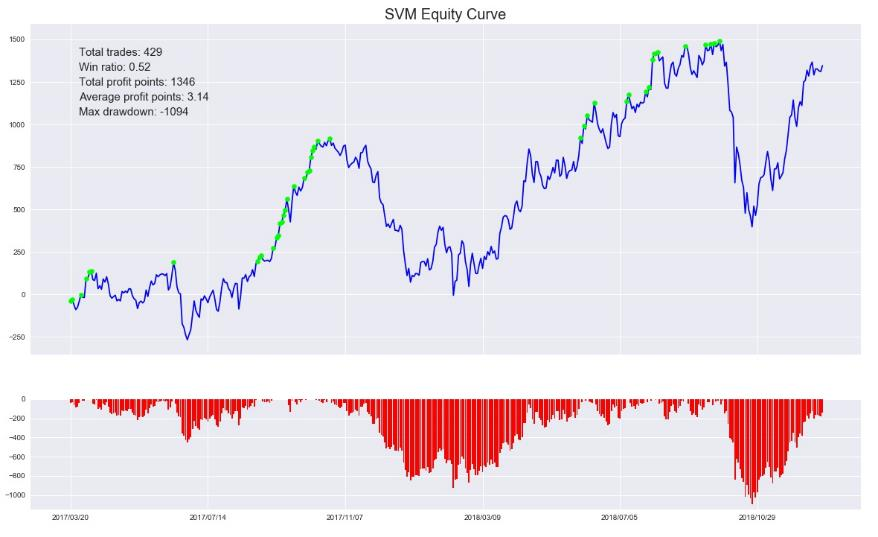 SVM Equity Curve
1500
1250
1000
750
500
250
0
−250
Total trades: 429
Win ratio: 0.52
Total profit points: 1346
Average profit points: 3.14
Max drawdown: -1094
0
−200
−400
−600
−800
−1000
2017/03/20 2017/07/14 2017/11/07 2018/03/09 2018/07/05 2018/10/29